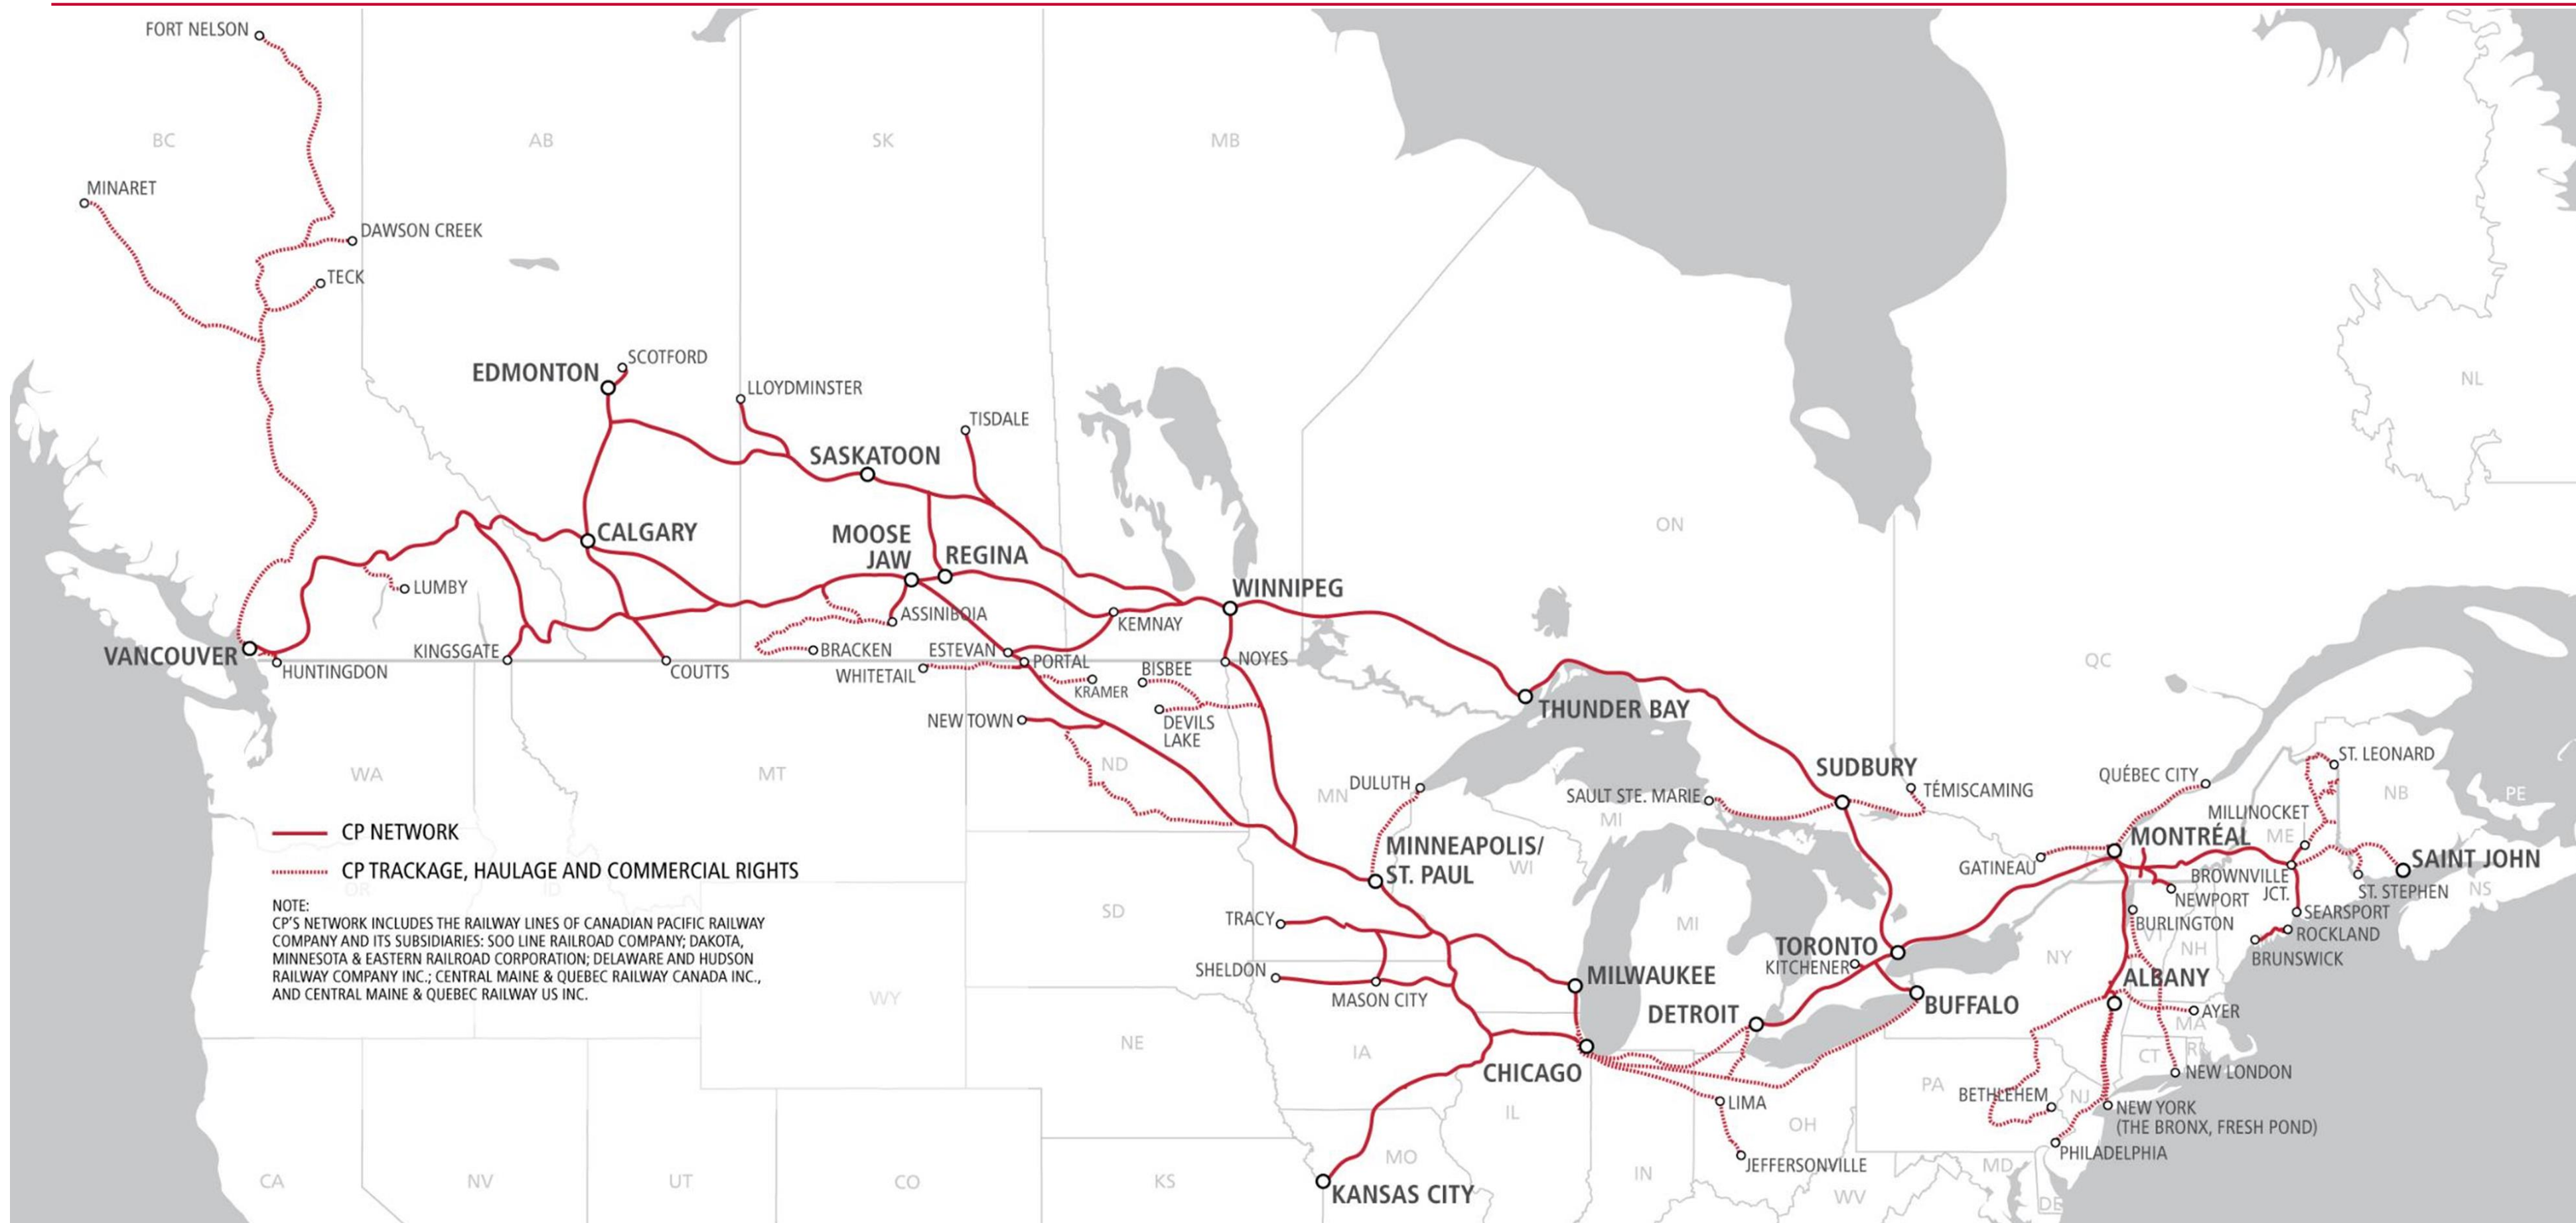 FORT NELSON
BC
AB
SK
MB
MINARET
DAWSON CREEK
TECK
SCOTFORD
EDMONTON
LLOYDMINSTER
NL
TISDALE
SASKATOON
ON
CALGARY
MOOSE
JAW
REGINA
WINNIPEG
LUMBY
ASSINIBOIA
KEMNAY
VANCOUVER
HUNTINGDON
KINGSGATE
COUTTS
BRACKEN
ESTEVAN
PORTAL
NOYES
QC
WHITETAIL
BISBEE
KRAMER
THUNDER BAY
NEW TOWN
DEVILS
LAKE
WA
MT
ND
MN
DULUTH
SAULT STE. MARIE
MI
SUDBURY
TÉMISCAMING
QUÉBEC CITY
ST. LEONARD
NB
PE
MILLINOCKET
ME
CP NETWORK
MINNEAPOLIS/
ST. PAUL
WI
MONTRÉAL
GATINEAU
SAINT JOHN
CP TRACKAGE, HAULAGE AND COMMERCIAL RIGHTS
OR
ID
BROWNVILLE
JCT.
NEWPORT
ST. STEPHEN
NS
NOTE:
CP'S NETWORK INCLUDES THE RAILWAY LINES OF CANADIAN PACIFIC RAILWAY
COMPANY AND ITS SUBSIDIARIES: SOO LINE RAILROAD COMPANY; DAKOTA,
MINNESOTA & EASTERN RAILROAD CORPORATION; DELAWARE AND HUDSON
RAILWAY COMPANY INC.; CENTRAL MAINE & QUEBEC RAILWAY CANADA INC.,
AND CENTRAL MAINE & QUEBEC RAILWAY US INC.
SD
TRACY
MI
BURLINGTON
SEARSPORT
ROCKLAND
BRUNSWICK
VT
NH
NY
TORONTO
KITCHENER
SHELDON
MASON CITY
MILWAUKEE
WY
DETROIT
BUFFALO
ALBANY
AYER
MA
NE
IA
CHICAGO
CT
RI
NEW LONDON
PA
BETHLEHEM
NJ
NEW YORK
(THE BRONX, FRESH POND)
LIMA
IL
OH
PHILADELPHIA
MO
JEFFERSONVILLE
MD
CA
NV
UT
CO
KS
KANSAS CITY
IN
WV
DE